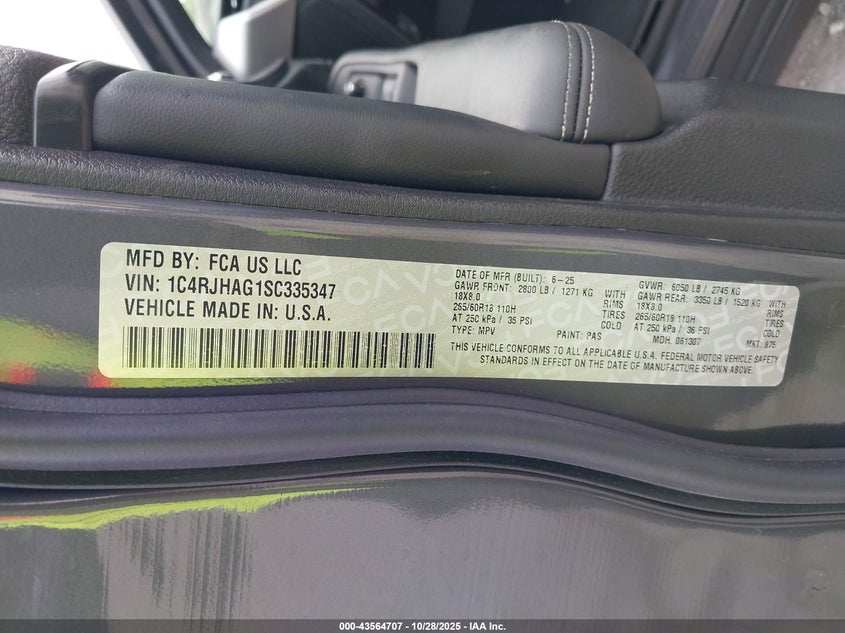 MFD BY: FCA US LLC
VIN: 1C4RJHAG1SC335347
VEHICLE MADE IN: U.S.A.
DATE OF MFR (BUILT): 6-25 GVWR: 6050 LB / 2745 KG
GAWR FRONT: 2800 LB / 1271 KG WITH GAWR REAR: 3350 LB / 1520 KG WITH
18X8.0 RIMS 18X8.0 RIMS
265/60R18 110H TIRES 265/60R18 110H TIRES
AT 250 kPa / 36 PSI COLD AT 250 kPa / 36 PSI COLD
TYPE: MPV PAINT: PAS MDH: 061307 MKT: 875
THIS VEHICLE CONFORMS TO ALL APPLICABLE U.S.A. FEDERAL MOTOR VEHICLE SAFETY
STANDARDS IN EFFECT ON THE DATE OF MANUFACTURE SHOWN ABOVE.
000-43564707 - 10/28/2025 - IAA Inc.